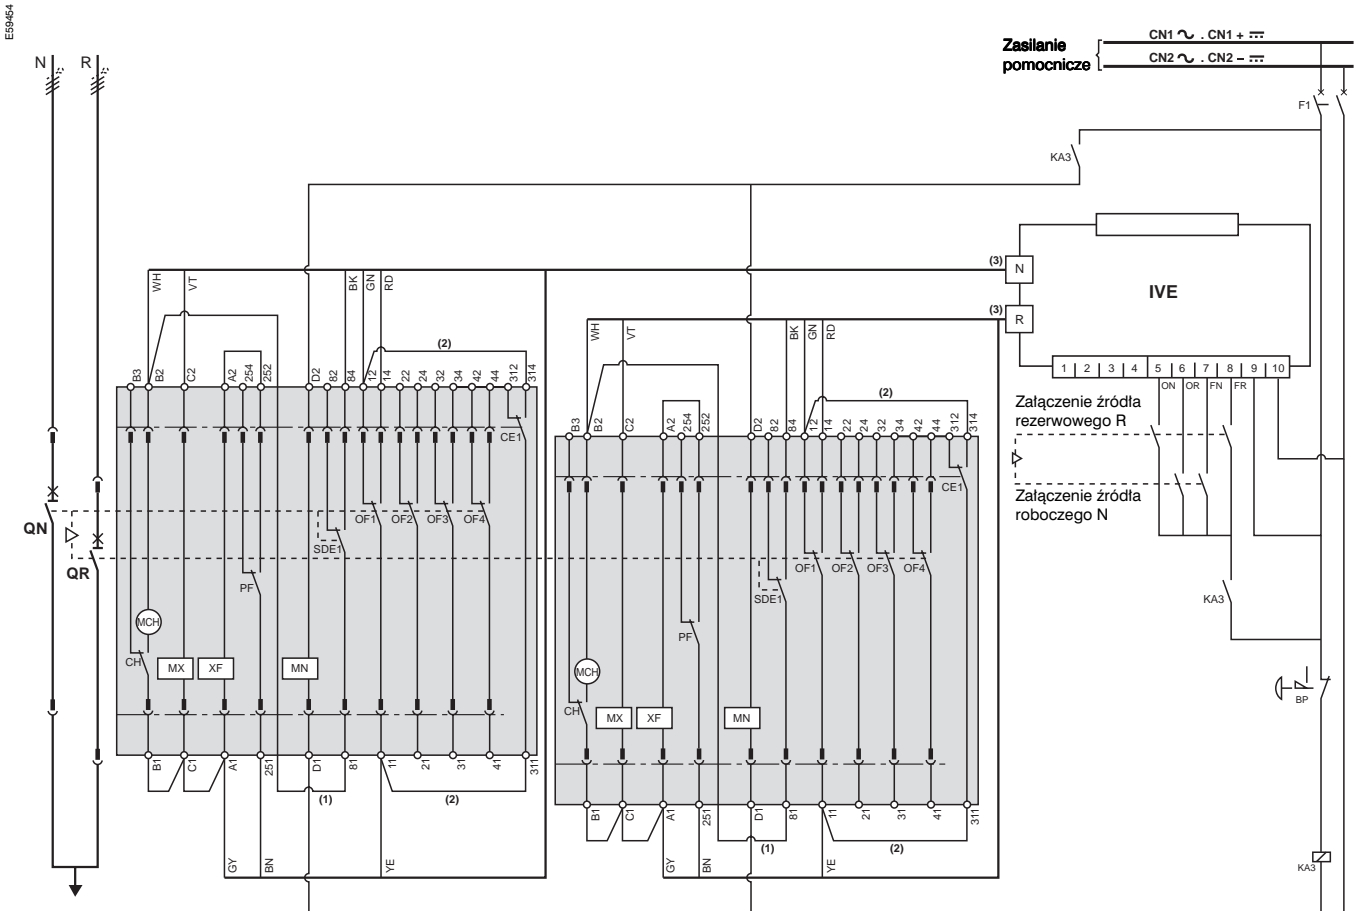 E59454
N R
Zasilanie
pomocnicze
CN1 . CN1 +
CN2 . CN2 –
F1
KA3
(3) N
(3) R
IVE
1 2 3 4 5 6 7 8 9 10
ON OR FN FR
Załączenie źródła
rezerwowego R
Załączenie źródła
roboczego N
KA3
BP
KA3
QN
QR
WH VT BK GN RD
(2)
B3 B2 C2 A2 254 252 D2 82 84 12 14 22 24 32 34 42 44 312 314
CE1
OF1 OF2 OF3 OF4
SDE1
PF
MCH
CH MX XF MN
B1 C1 A1 251 D1 81 11 21 31 41 311
(1) (2)
GY BN YE
WH VT BK GN RD
(2)
B3 B2 C2 A2 254 252 D2 82 84 12 14 22 24 32 34 42 44 312 314
CE1
OF1 OF2 OF3 OF4
SDE1
PF
MCH
CH MX XF MN
B1 C1 A1 251 D1 81 11 21 31 41 311
(1) (2)
GY BN YE